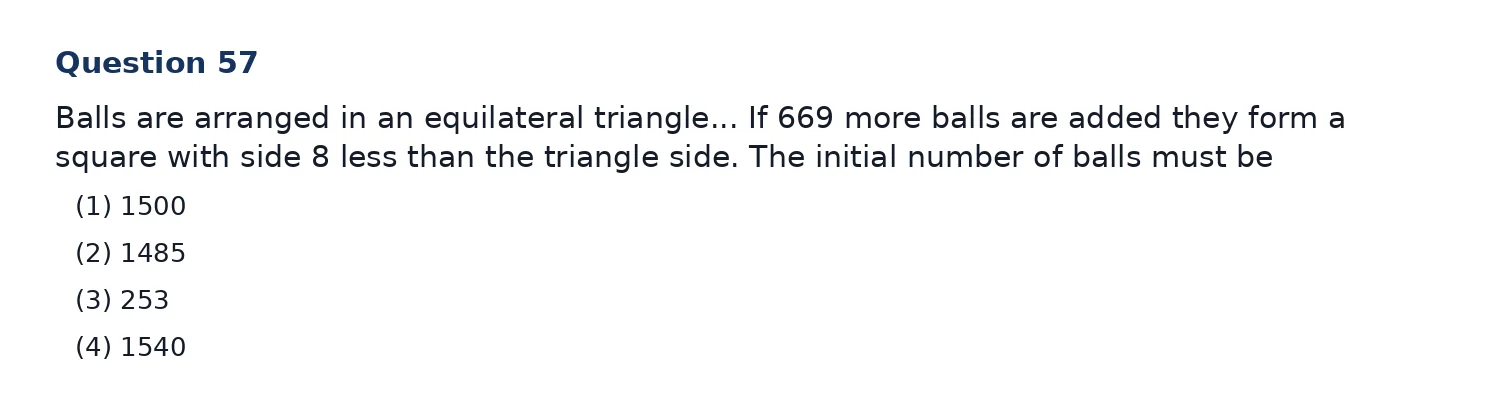 Question 57
Balls are arranged in an equilateral triangle... If 669 more balls are added they form a
square with side 8 less than the triangle side. The initial number of balls must be
(1) 1500
(2) 1485
(3) 253
(4) 1540